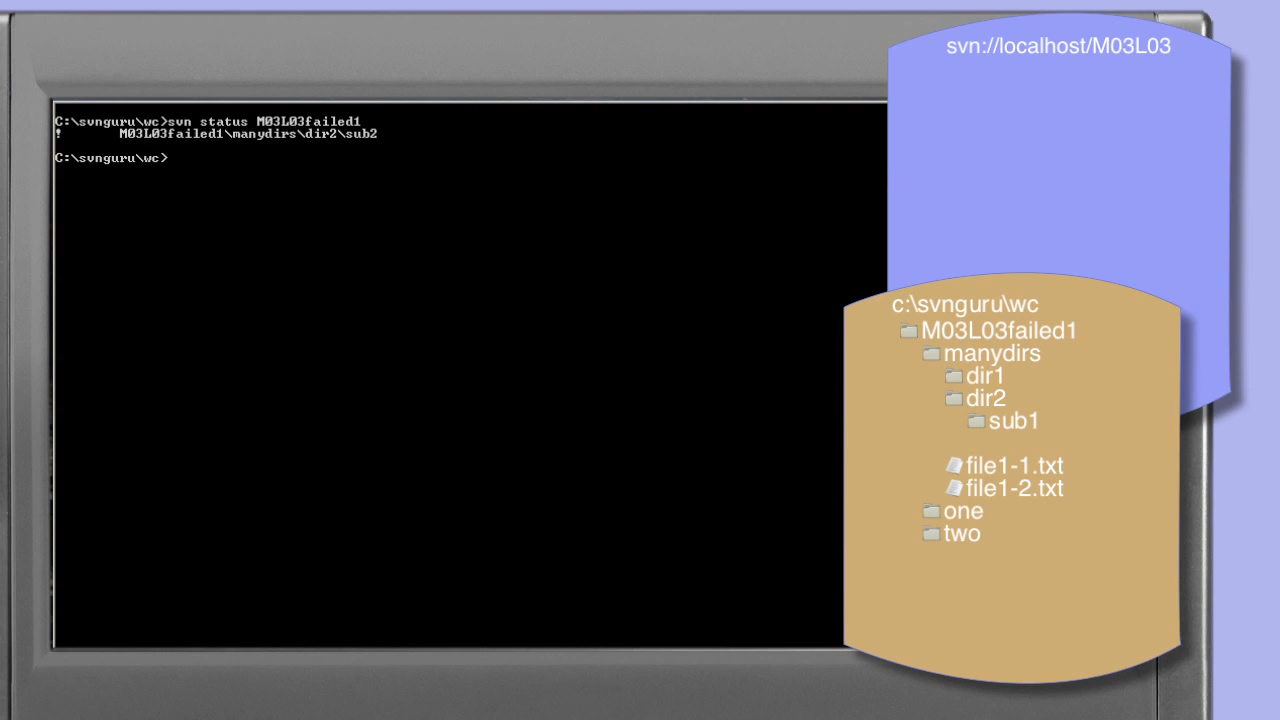 C:\svnguru\wc>svn status M03L03failed1
!       M03L03failed1\manydirs\dir2\sub2
C:\svnguru\wc>
svn://localhost/M03L03
c:\svnguru\wc
M03L03failed1
manydirs
dir1
dir2
sub1
file1-1.txt
file1-2.txt
one
two